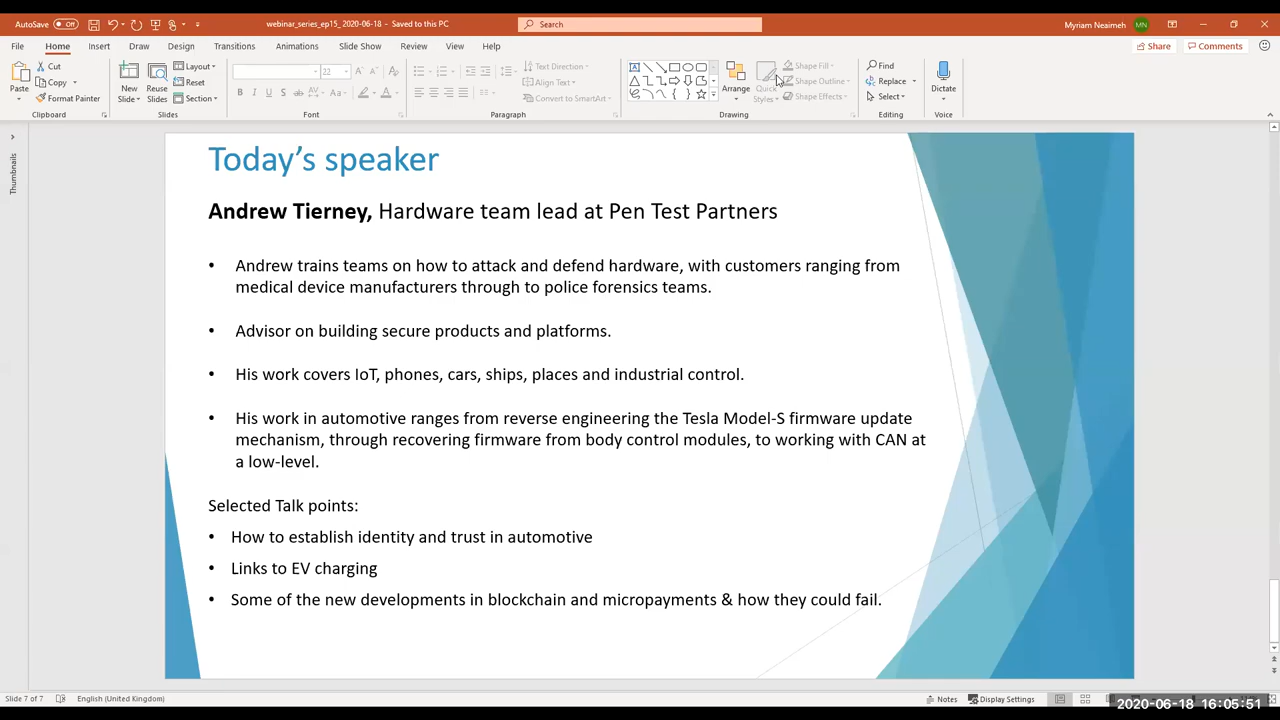 AutoSave
Off
webinar_series_ep15_ 2020-06-18 - Saved to this PC
Search
Myriam Neaimeh
MN
File
Home
Insert
Draw
Design
Transitions
Animations
Slide Show
Review
View
Help
Share
Comments
Paste
Cut
Copy
Format Painter
Clipboard
New
Slide
Reuse
Slides
Layout
Reset
Section
Slides
22
B
I
U
S
Font
Text Direction
Align Text
Convert to SmartArt
Paragraph
Arrange
Quick
Styles
Shape Fill
Shape Outline
Shape Effects
Drawing
Find
Replace
Select
Editing
Dictate
Voice
Thumbnails
Today's speaker
Andrew Tierney, Hardware team lead at Pen Test Partners
• Andrew trains teams on how to attack and defend hardware, with customers ranging from
medical device manufacturers through to police forensics teams.
• Advisor on building secure products and platforms.
• His work covers IoT, phones, cars, ships, places and industrial control.
• His work in automotive ranges from reverse engineering the Tesla Model-S firmware update
mechanism, through recovering firmware from body control modules, to working with CAN at
a low-level.
Selected Talk points:
• How to establish identity and trust in automotive
• Links to EV charging
• Some of the new developments in blockchain and micropayments & how they could fail.
Slide 7 of 7
English (United Kingdom)
Notes
Display Settings
2020-06-18 16:05:51